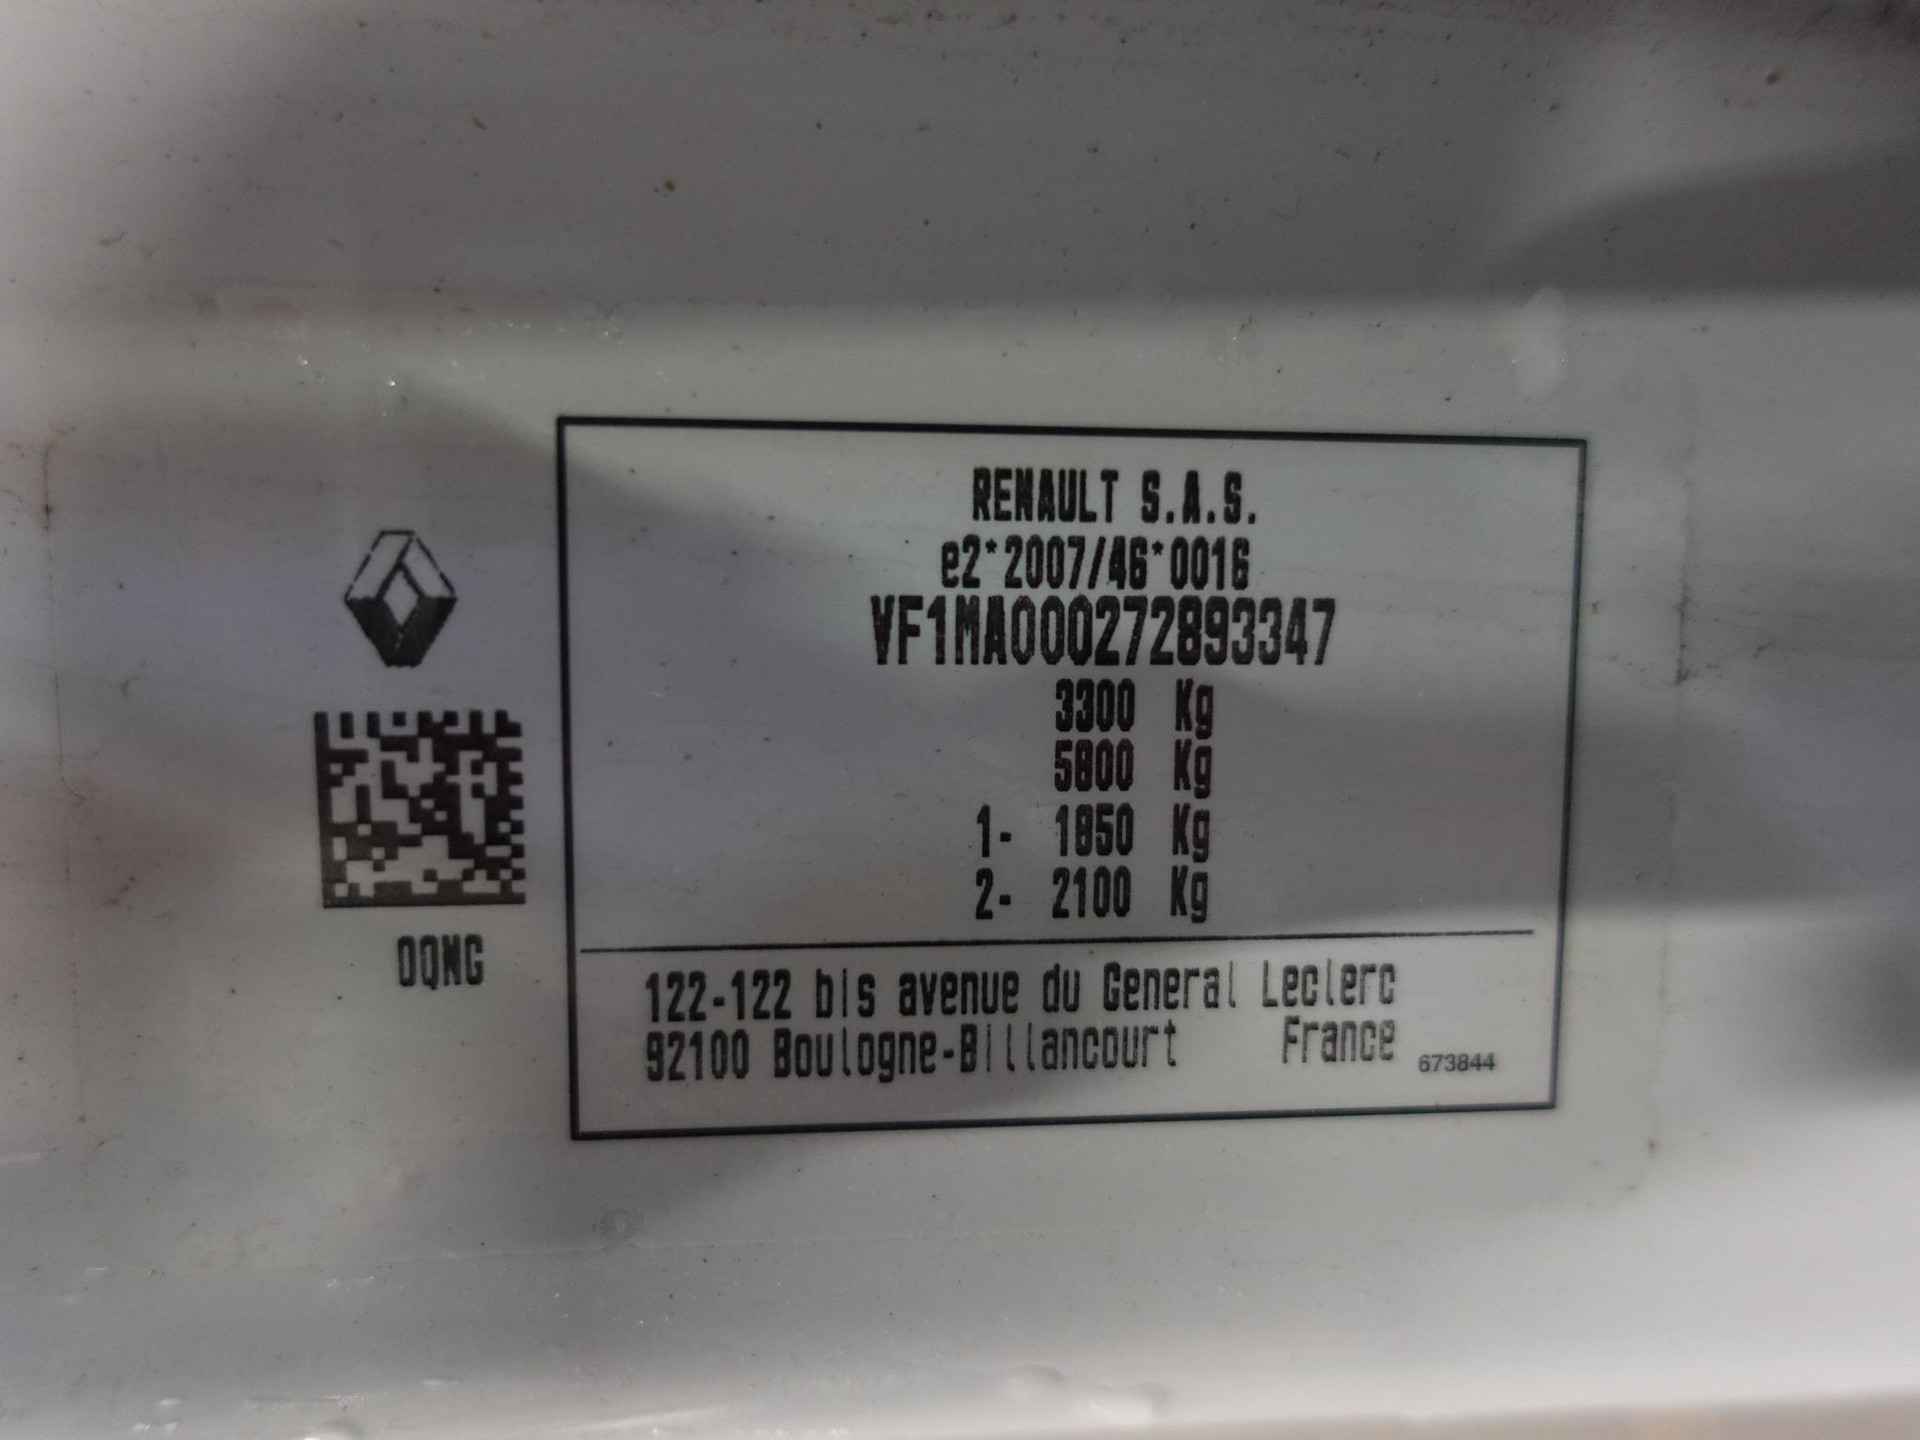 RENAULT S.A.S.
e2*2007/46*0016
VF1MA000272893347
3300 Kg
5800 Kg
1- 1850 Kg
2- 2100 Kg
0QNG
122-122 bis avenue du General Leclerc
92100 Boulogne-Billancourt France
673844